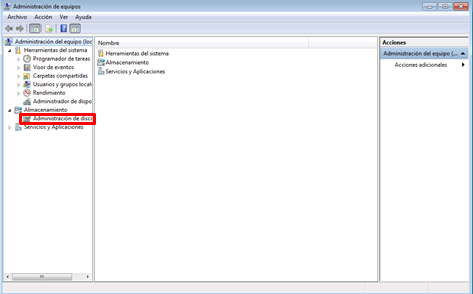 Administración de equipos
Archivo Acción Ver Ayuda
Administración del equipo (loc
Herramientas del sistema
Programador de tareas
Visor de eventos
Carpetas compartidas
Usuarios y grupos locale
Rendimiento
Administrador de dispo
Almacenamiento
Administración de disco
Servicios y Aplicaciones
Nombre
Herramientas del sistema
Almacenamiento
Servicios y Aplicaciones
Acciones
Administración del equipo (...
Acciones adicionales